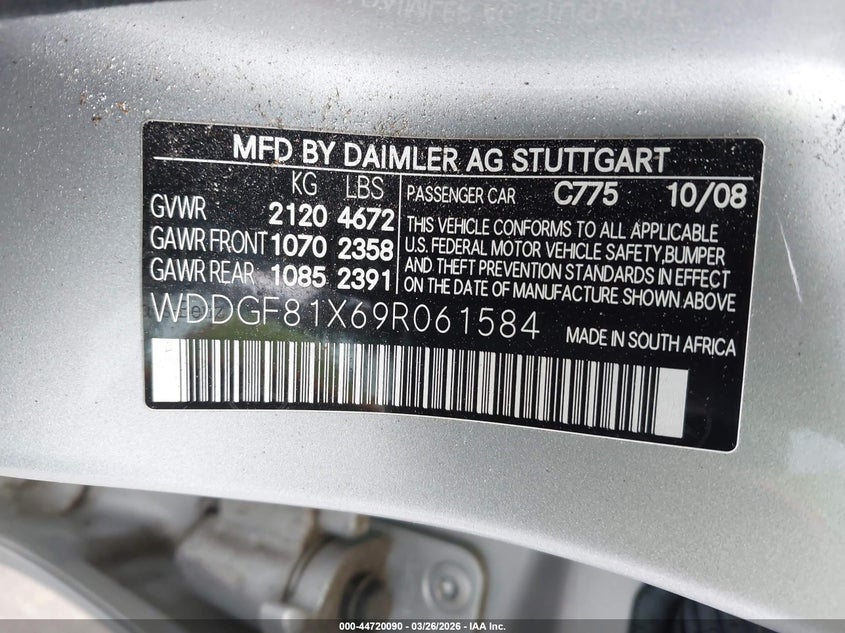 MFD BY DAIMLER AG STUTTGART
KG LBS
GVWR 2120 4672
GAWR FRONT 1070 2358
GAWR REAR 1085 2391
PASSENGER CAR C775 10/08
THIS VEHICLE CONFORMS TO ALL APPLICABLE
U.S. FEDERAL MOTOR VEHICLE SAFETY,BUMPER
AND THEFT PREVENTION STANDARDS IN EFFECT
ON THE DATE OF MANUFACTURE SHOWN ABOVE
WDDGF81X69R061584
MADE IN SOUTH AFRICA
000-44720090 - 03/26/2026 - IAA Inc.